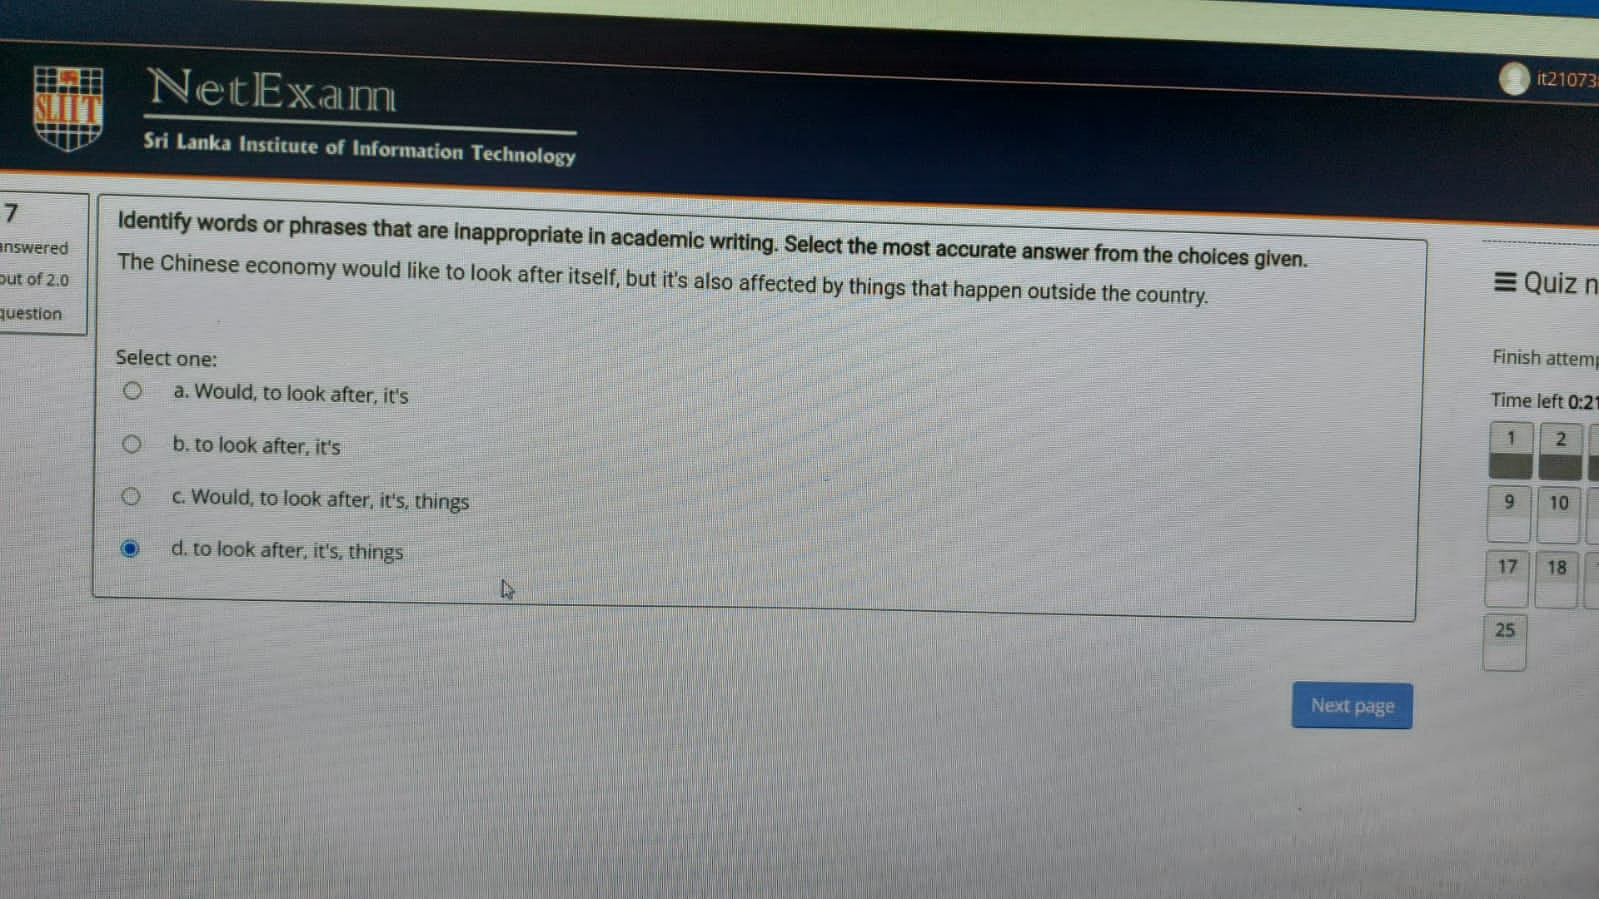 SLIIT
NetExam
Sri Lanka Institute of Information Technology
7
out of 2.0
question
Identify words or phrases that are inappropriate in academic writing. Select the most accurate answer from the choices given.
The Chinese economy would like to look after itself, but it's also affected by things that happen outside the country.
Select one:
a. Would, to look after, it's
b. to look after, it's
c. Would, to look after, it's, things
d. to look after, it's, things
Next page
it21073
Quiz n
Finish attem
Time left 0:21
1 2
9 10
17 18
25